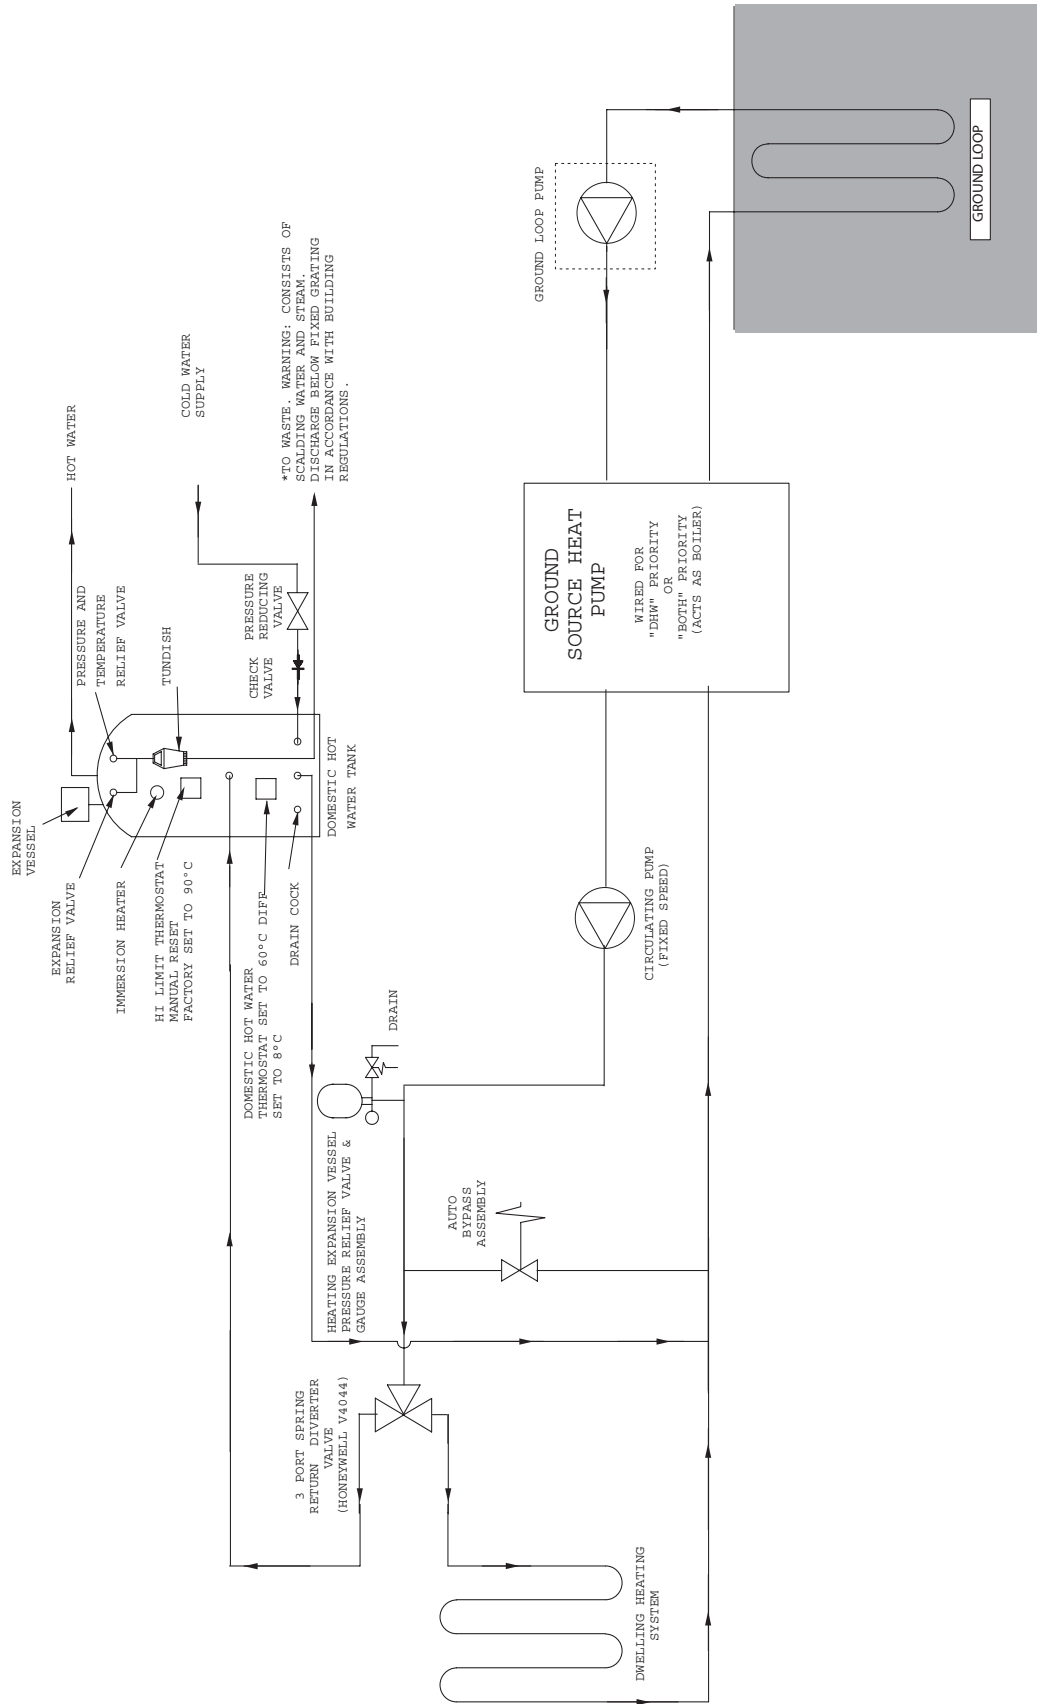 EXPANSION
VESSEL
EXPANSION
RELIEF VALVE
IMMERSION HEATER
HI LIMIT THERMOSTAT
MANUAL RESET
FACTORY SET TO 90°C
DOMESTIC HOT WATER
THERMOSTAT SET TO 60°C DIFF
SET TO 8°C
DRAIN COCK
DOMESTIC HOT
WATER TANK
HOT WATER
PRESSURE AND
TEMPERATURE
RELIEF VALVE
TUNDISH
CHECK
VALVE
PRESSURE
REDUCING
VALVE
COLD WATER
SUPPLY
*TO WASTE. WARNING: CONSISTS OF
SCALDING WATER AND STEAM.
DISCHARGE BELOW FIXED GRATING
IN ACCORDANCE WITH BUILDING
REGULATIONS.
3 PORT SPRING
RETURN DIVERTER
VALVE
(HONEYWELL V4044)
HEATING EXPANSION VESSEL
PRESSURE RELIEF VALVE &
GAUGE ASSEMBLY
DRAIN
AUTO
BYPASS
ASSEMBLY
DWELLING HEATING
SYSTEM
CIRCULATING PUMP
(FIXED SPEED)
GROUND
SOURCE HEAT
PUMP
WIRED FOR
"DHW" PRIORITY
OR
"BOTH" PRIORITY
(ACTS AS BOILER)
GROUND LOOP PUMP
GROUND LOOP